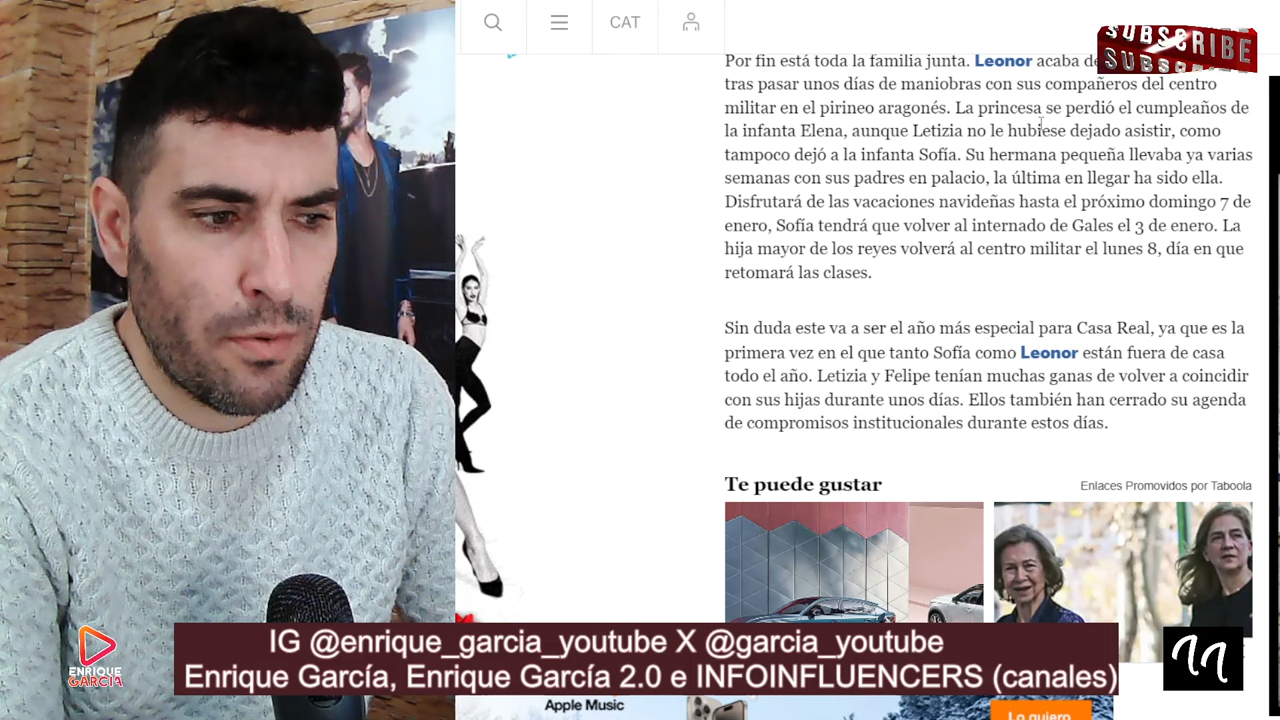 CAT
SUBSCRIBE
SUBSCRIBE
Por fin está toda la familia junta. Leonor acaba de
tras pasar unos días de maniobras con sus compañeros del centro
militar en el pirineo aragonés. La princesa se perdió el cumpleaños de
la infanta Elena, aunque Letizia no le hubiese dejado asistir, como
tampoco dejó a la infanta Sofía. Su hermana pequeña llevaba ya varias
semanas con sus padres en palacio, la última en llegar ha sido ella.
Disfrutará de las vacaciones navideñas hasta el próximo domingo 7 de
enero, Sofía tendrá que volver al internado de Gales el 3 de enero. La
hija mayor de los reyes volverá al centro militar el lunes 8, día en que
retomará las clases.
Sin duda este va a ser el año más especial para Casa Real, ya que es la
primera vez en el que tanto Sofía como Leonor están fuera de casa
todo el año. Letizia y Felipe tenían muchas ganas de volver a coincidir
con sus hijas durante unos días. Ellos también han cerrado su agenda
de compromisos institucionales durante estos días.
Te puede gustar
Enlaces Promovidos por Taboola
IG @enrique_garcia_youtube X @garcia_youtube
Enrique García, Enrique García 2.0 e INFONFLUENCERS (canales)
ENRIQUE
GARCÍA
Apple Music
Lo quiero